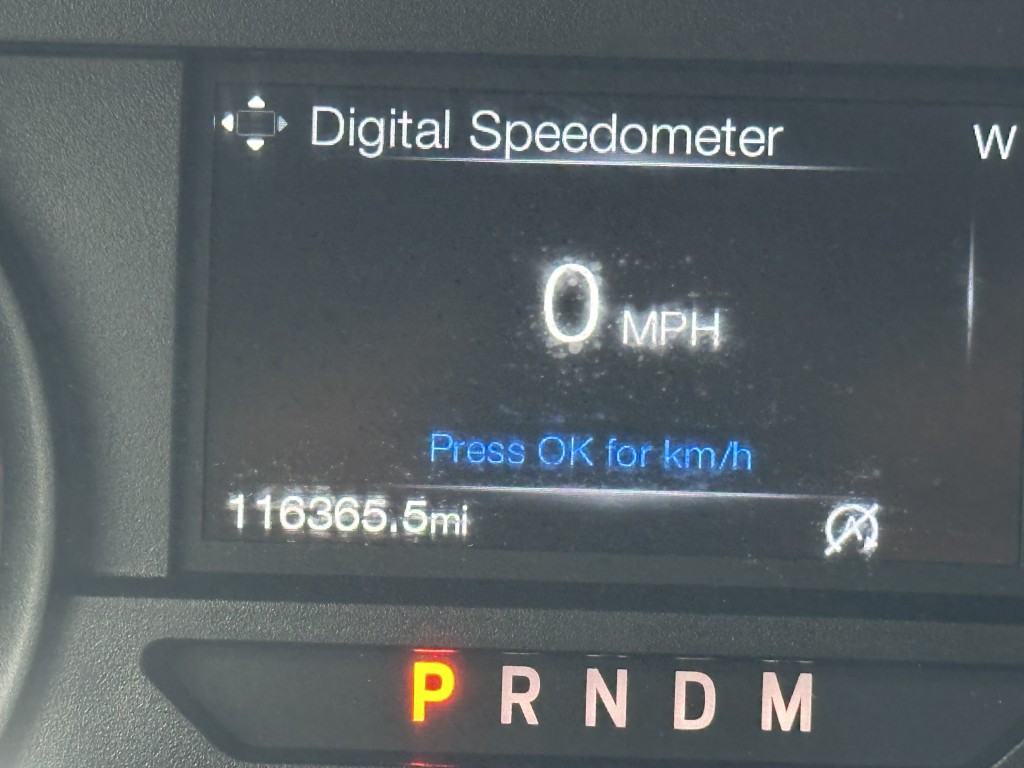 Digital Speedometer
W
0 MPH
Press OK for km/h
116365.5mi
P R N D M